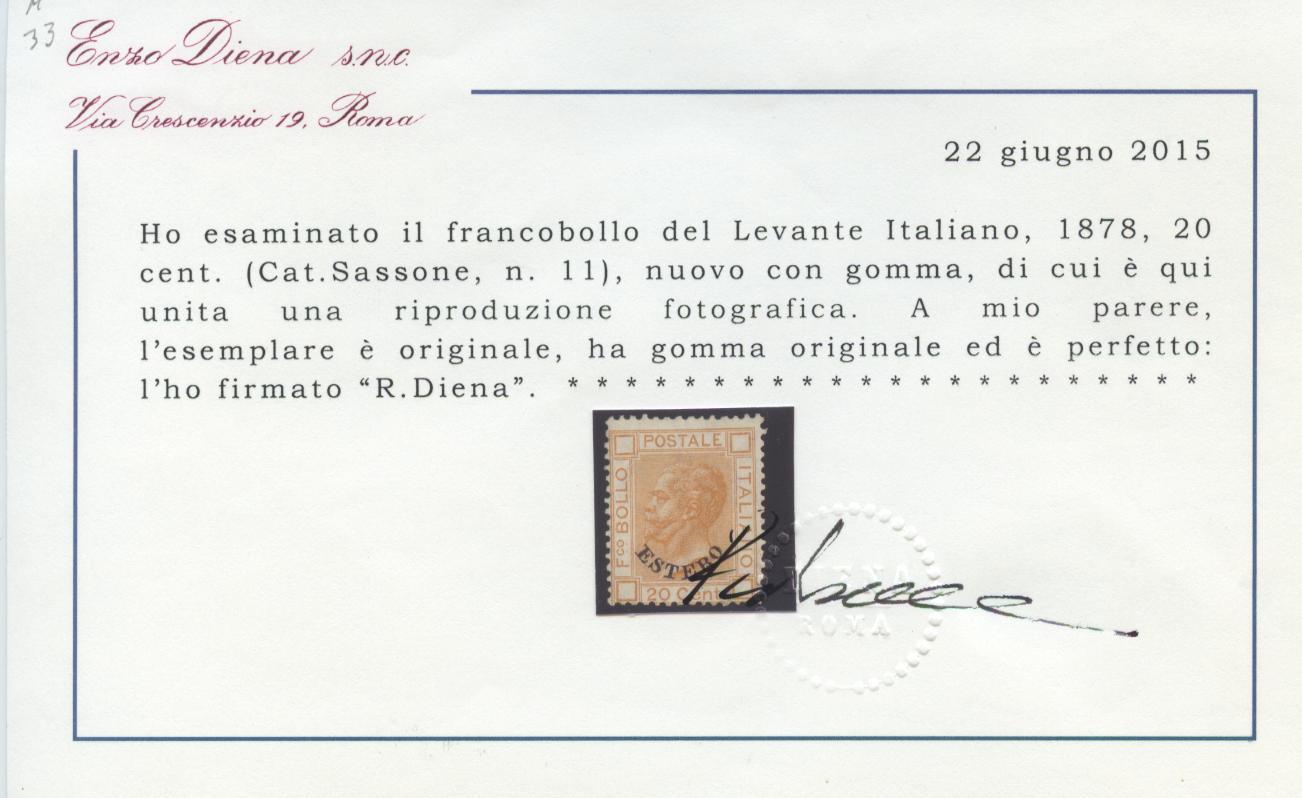 33
Enzo Diena s.n.c.
Via Crescenzio 19, Roma
22 giugno 2015
Ho esaminato il francobollo del Levante Italiano, 1878, 20
cent. (Cat.Sassone, n. 11), nuovo con gomma, di cui è qui
unita una riproduzione fotografica. A mio parere,
l'esemplare è originale, ha gomma originale ed è perfetto:
l'ho firmato “R.Diena”. * * * * * * * * * * * * * * * * * * * * * *
POSTALE
Fco BOLLO
ITALIANO
ESTERO
20 Cent